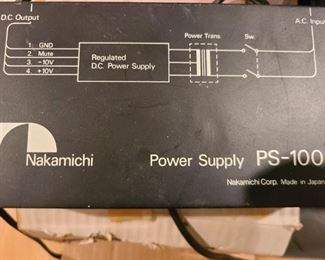 D.C. Output
Power Trans.
Sw.
A.C. Input
1. GND
2. Mute
3. −10V
4. +10V
Regulated
D.C. Power Supply
Nakamichi
Power Supply PS-100
Nakamichi Corp. Made in Japan